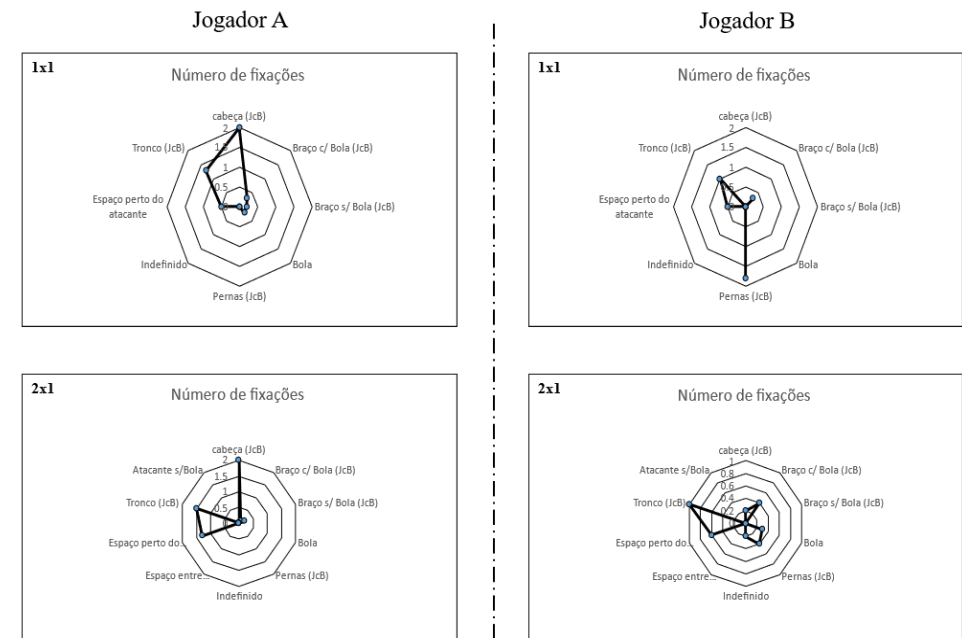 Jogador A
Jogador B
1x1
Número de fixações
cabeça (JcB)
2
Tronco (JcB)
1.5
Braço c/ Bola (JcB)
1
Espaço perto do
atacante
0.5
0
Braço s/ Bola (JcB)
Indefinido
Bola
Pernas (JcB)
1x1
Número de fixações
cabeça (JcB)
2
Tronco (JcB)
1.5
Braço c/ Bola (JcB)
1
Espaço perto do
atacante
0.5
0
Braço s/ Bola (JcB)
Indefinido
Bola
Pernas (JcB)
2x1
Número de fixações
cabeça (JcB)
2
Atacante s/Bola
1.5
Braço c/ Bola (JcB)
1
Tronco (JcB)
0.5
Braço s/ Bola (JcB)
0
Espaço perto do...
Bola
Espaço entre...
Pernas (JcB)
Indefinido
2x1
Número de fixações
cabeça (JcB)
1
Atacante s/Bola
0.8
Braço c/ Bola (JcB)
0.6
0.4
Tronco (JcB)
0.2
Braço s/ Bola (JcB)
0
Espaço perto do...
Bola
Espaço entre...
Pernas (JcB)
Indefinido